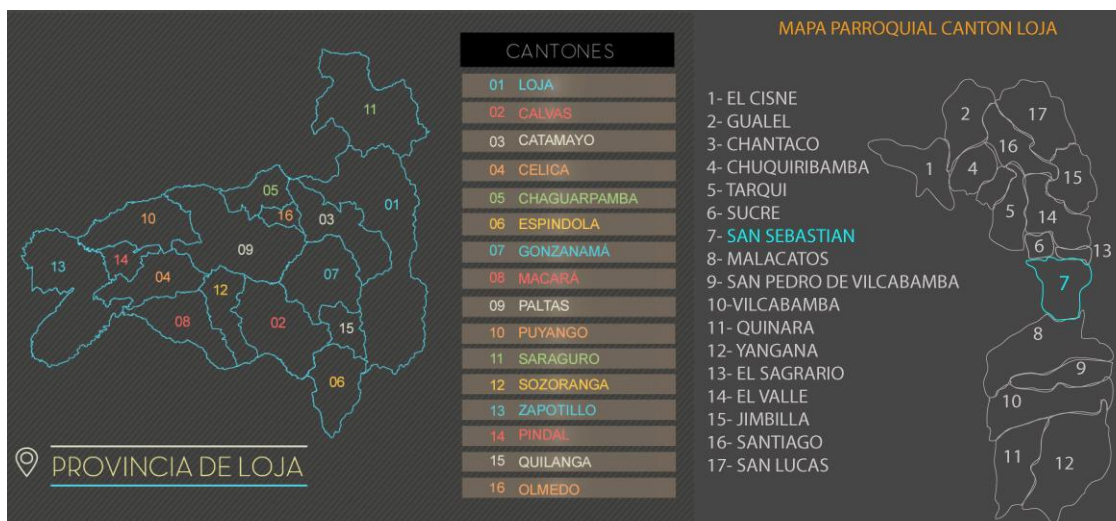 11
05
01
10
16
03
09
14
13
04
07
12
08
02
15
06
PROVINCIA DE LOJA
CANTONES
01 LOJA
02 CALVAS
03 CATAMAYO
04 CELICA
05 CHAGUARPAMBA
06 ESPINDOLA
07 GONZANAMÁ
08 MACARÁ
09 PALTAS
10 PUYANGO
11 SARAGURO
12 SOZORANGA
13 ZAPOTILLO
14 PINDAL
15 QUILANGA
16 OLMEDO
MAPA PARROQUIAL CANTON LOJA
1- EL CISNE
2- GUALEL
3- CHANTACO
4- CHUQUIRIBAMBA
5- TARQUI
6- SUCRE
7- SAN SEBASTIAN
8- MALACATOS
9- SAN PEDRO DE VILCABAMBA
10-VILCABAMBA
11- QUINARA
12- YANGANA
13- EL SAGRARIO
14- EL VALLE
15- JIMBILLA
16- SANTIAGO
17- SAN LUCAS
2
17
16
1
4
15
5
14
6
13
7
8
9
10
11
12